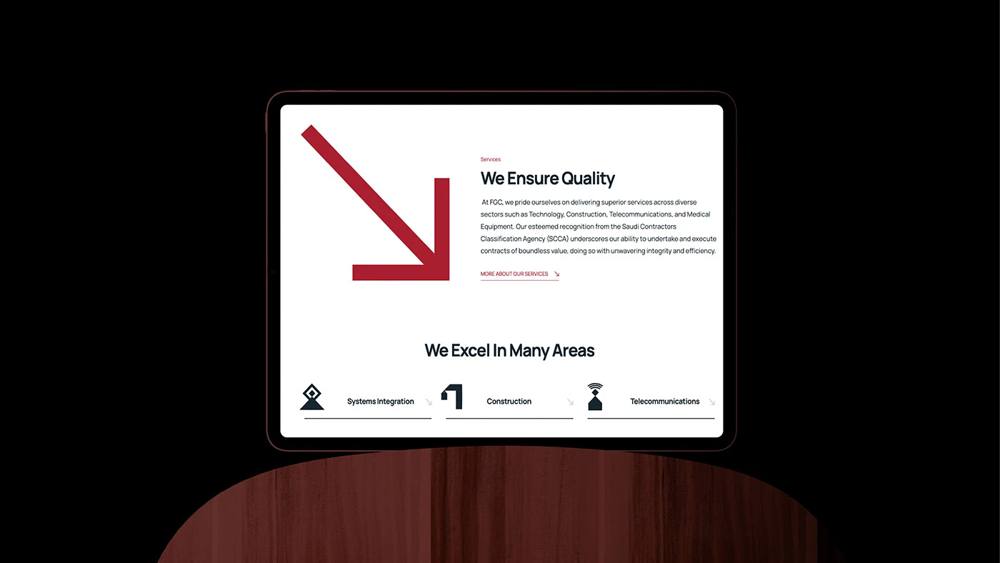 Services
We Ensure Quality
At FGC, we pride ourselves on delivering superior services across diverse
sectors such as Technology, Construction, Telecommunications, and Medical
Equipment. Our esteemed recognition from the Saudi Contractors
Classification Agency (SCCA) underscores our ability to undertake and execute
contracts of boundless value, doing so with unwavering integrity and efficiency.
MORE ABOUT OUR SERVICES
We Excel In Many Areas
Systems Integration
Construction
Telecommunications